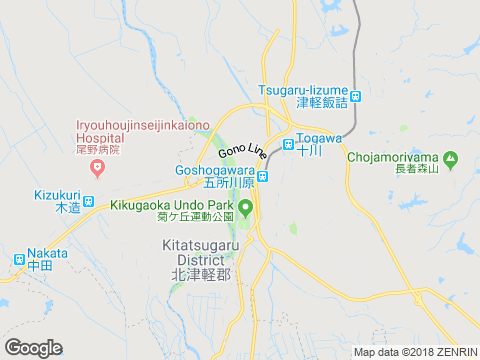 Tsugaru-Iizume
津軽飯詰
Iryouhoujinseijinkaiono
Hospital
尾野病院
Gono Line
Togawa
十川
Chojamoriyama
長者森山
Goshogawara
五所川原
Kizukuri
木造
Kikugaoka Undo Park
菊ケ丘運動公園
Nakata
中田
Kitatsugaru
District
北津軽郡
Google
Map data ©2018 ZENRIN